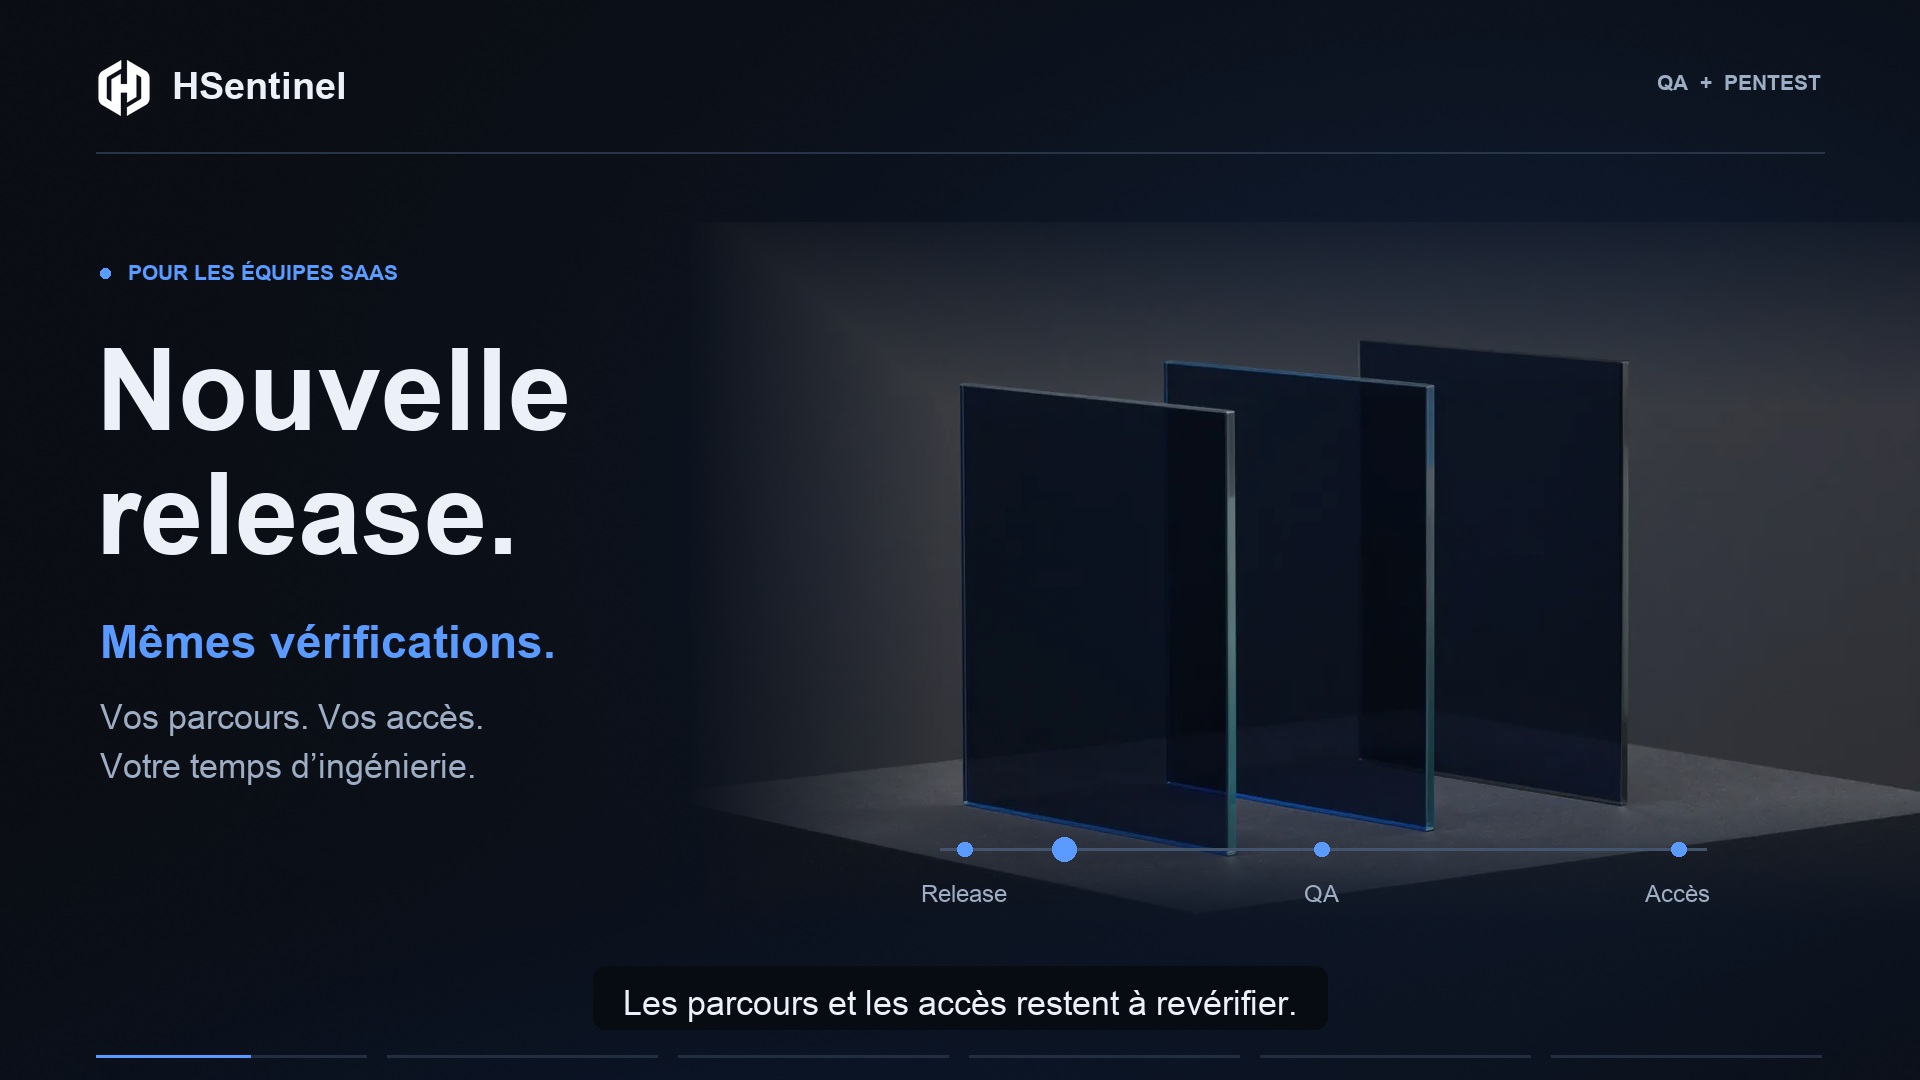 HSentinel
QA + PENTEST
POUR LES ÉQUIPES SAAS
Nouvelle
release.
Mêmes vérifications.
Vos parcours. Vos accès.
Votre temps d’ingénierie.
Release
QA
Accès
Les parcours et les accès restent à revérifier.